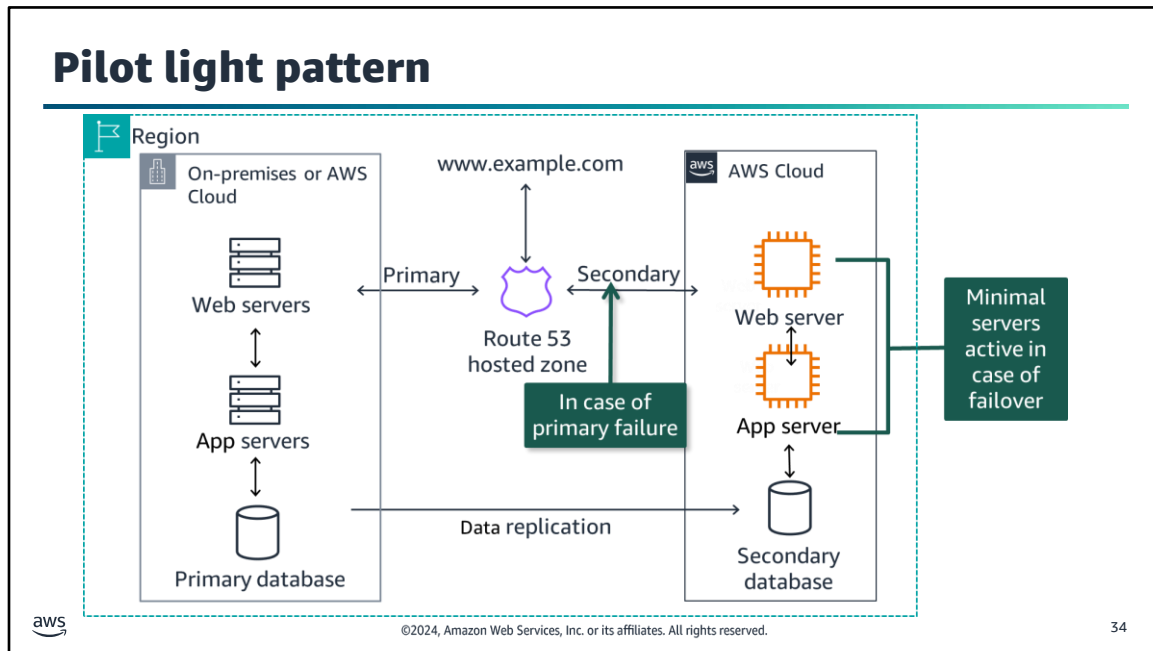 Pilot light pattern
Region
On-premises or AWS
Cloud
www.example.com
aws
AWS Cloud
Primary
Secondary
Web servers
Route 53
hosted zone
Web server
Minimal
servers
active in
case of
failover
In case of
primary failure
App servers
App server
Data replication
Primary database
Secondary
database
aws
©2024, Amazon Web Services, Inc. or its affiliates. All rights reserved.
34